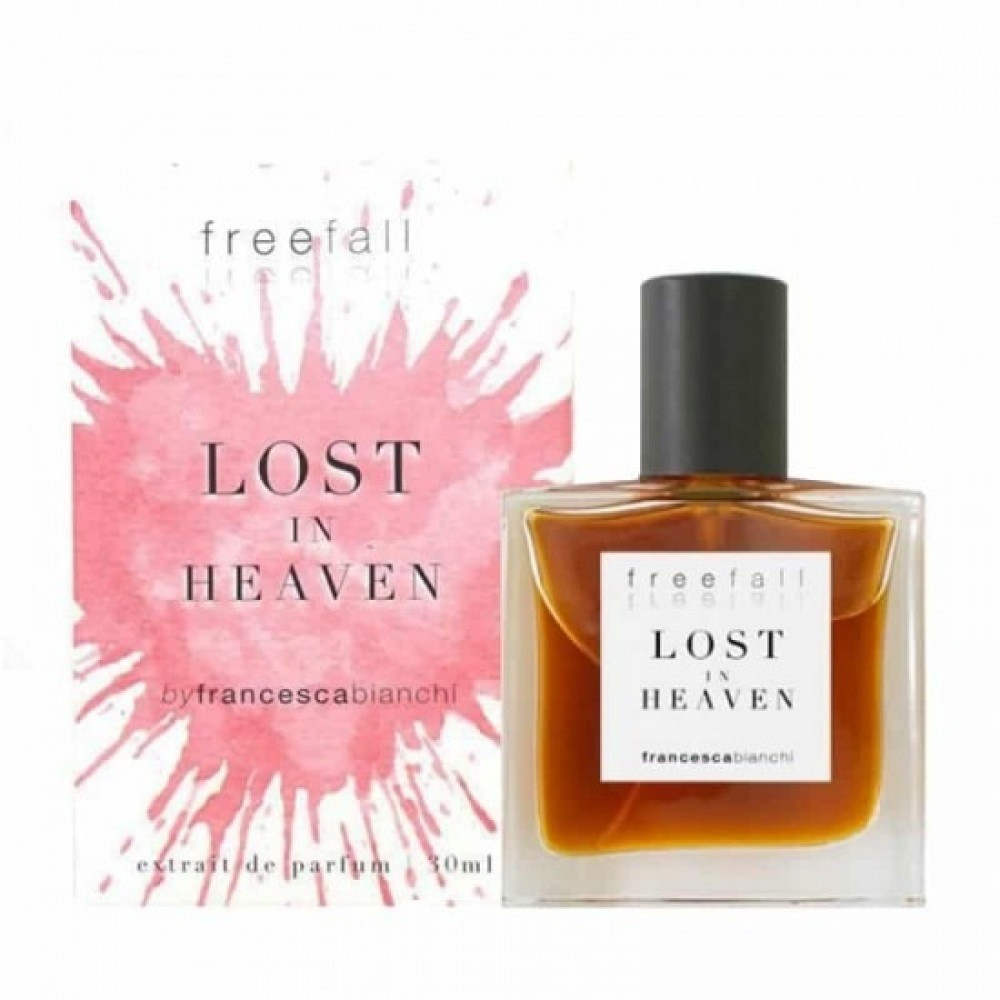 freefall
LOST
IN
HEAVEN
byfrancescabianchi
extrait de parfum | 30ml
freefall
LOST
IN
HEAVEN
francescabianchi